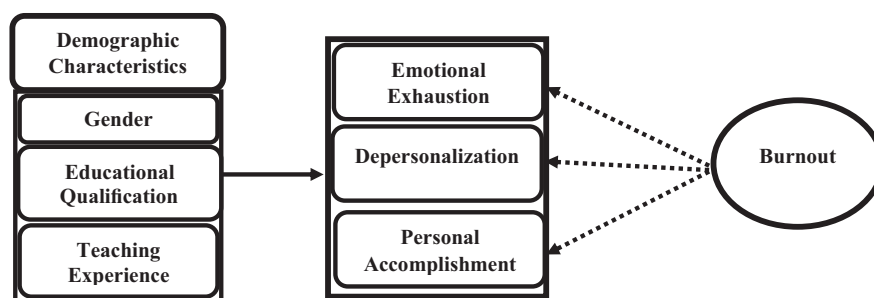 Demographic
Characteristics
Gender
Educational
Qualification
Teaching
Experience
Emotional
Exhaustion
Depersonalization
Personal
Accomplishment
Burnout